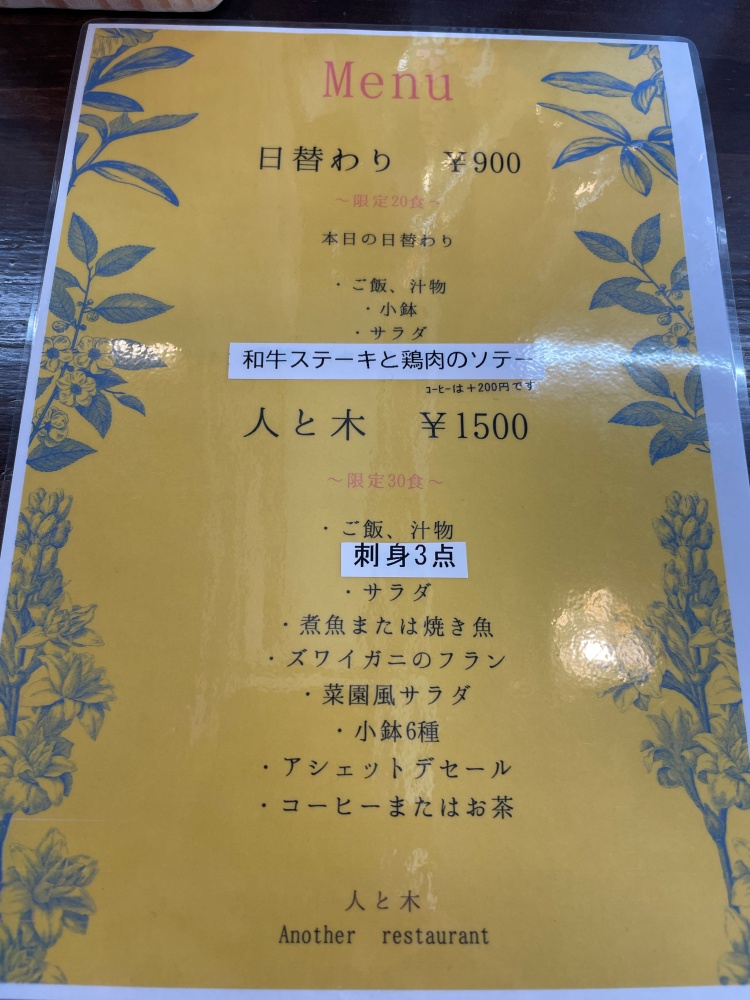 Menu
日替わり ￥900
～限定20食～
本日の日替わり
・ご飯、汁物
・小鉢
・サラダ
和牛ステーキと鶏肉のソテー
ｺｰﾋｰは＋200円です
人と木 ￥1500
～限定30食～
・ご飯、汁物
刺身3点
・サラダ
・煮魚または焼き魚
・ズワイガニのフラン
・菜園風サラダ
・小鉢6種
・アシェットデセール
・コーヒーまたはお茶
人と木
Another restaurant